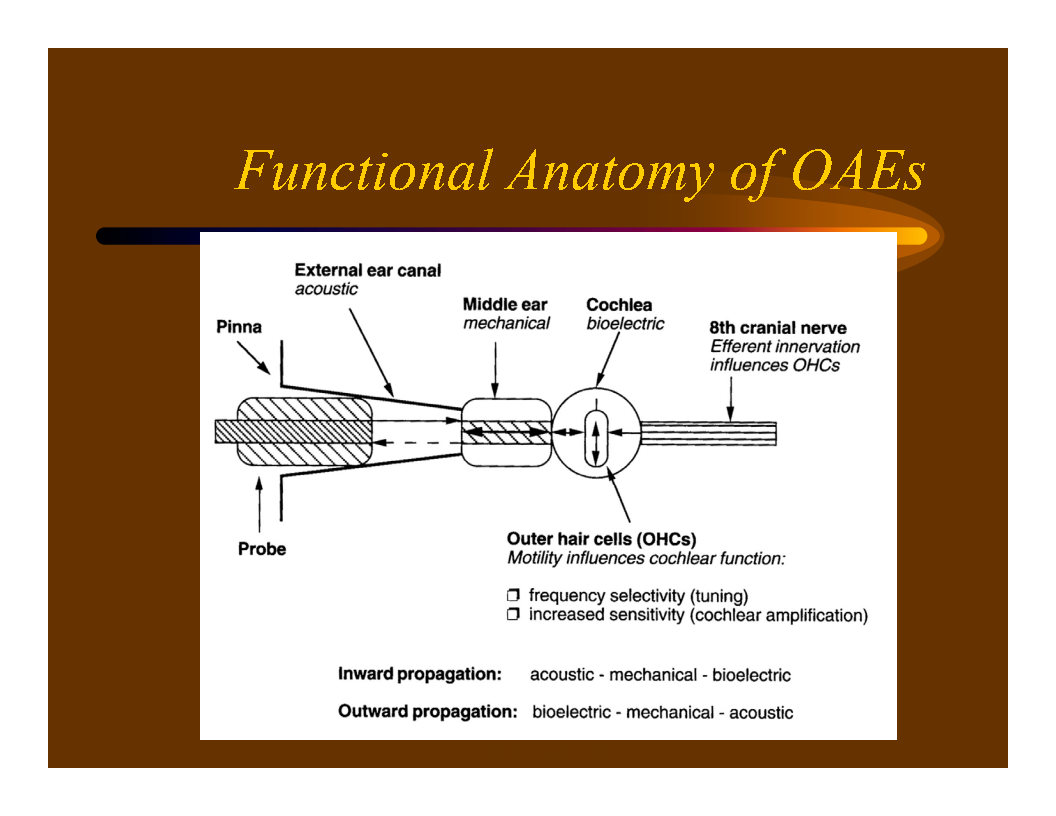 Functional Anatomy of OAEs
External ear canal
acoustic
Middle ear
mechanical
Cochlea
bioelectric
Pinna
8th cranial nerve
Efferent innervation
influences OHCs
Probe
Outer hair cells (OHCs)
Motility influences cochlear function:
❒ frequency selectivity (tuning)
❒ increased sensitivity (cochlear amplification)
Inward propagation: acoustic - mechanical - bioelectric
Outward propagation: bioelectric - mechanical - acoustic